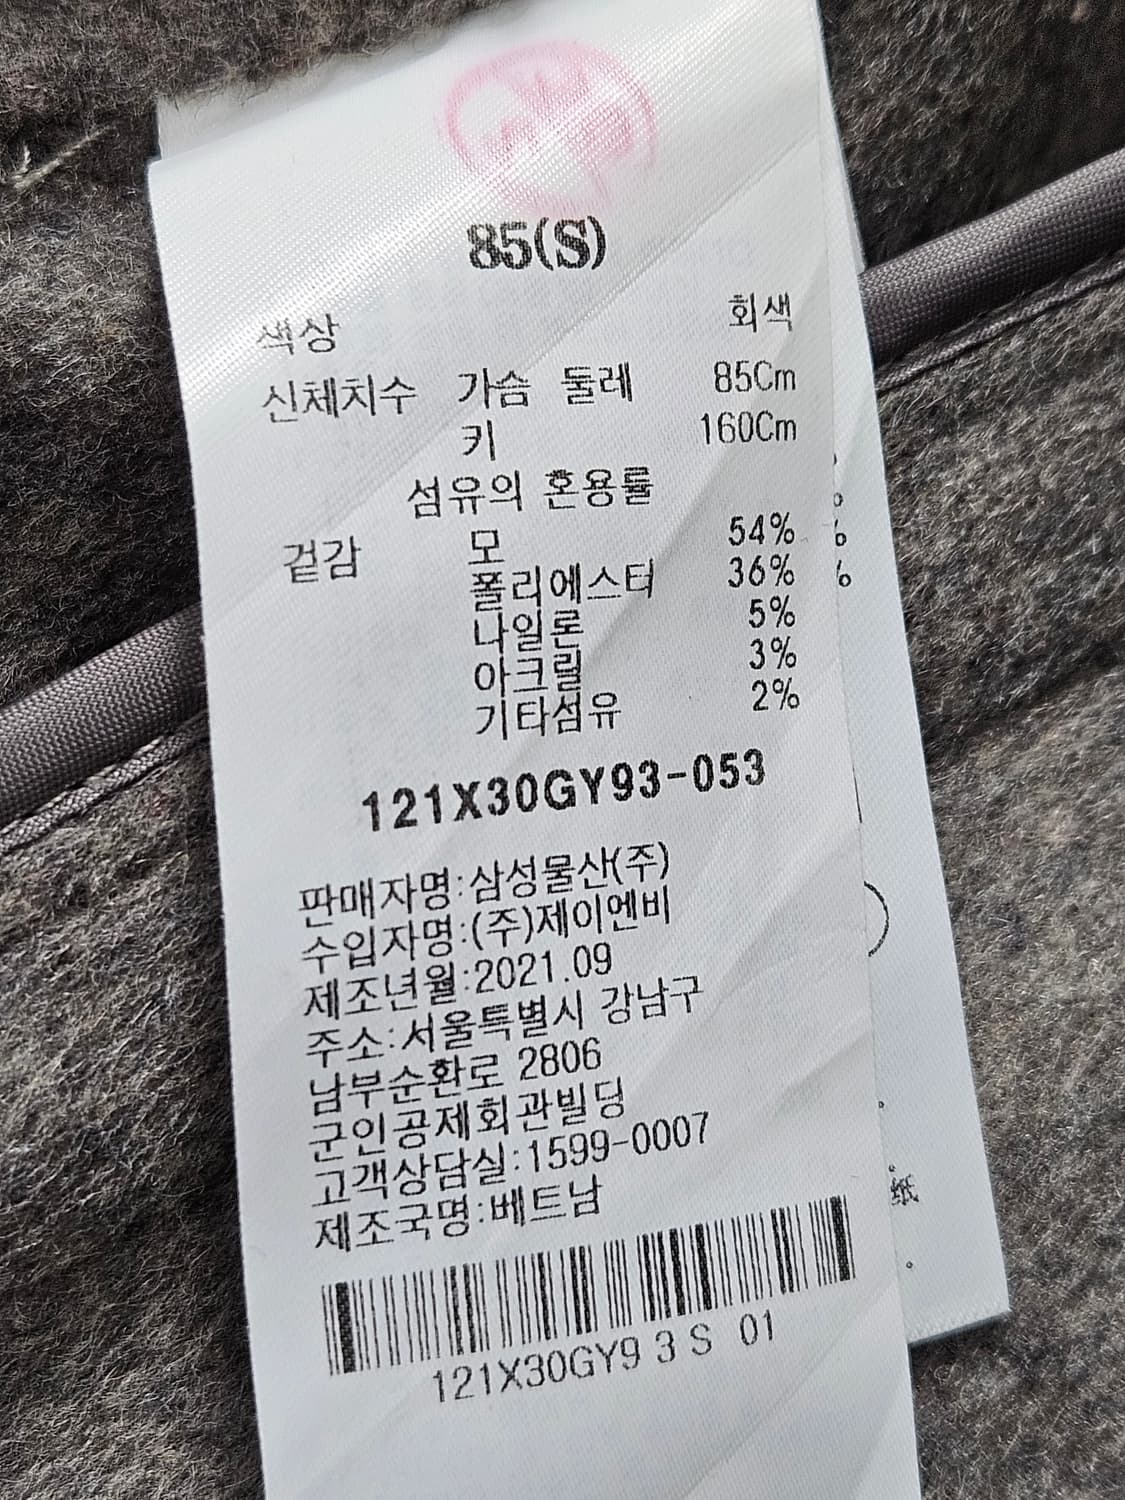 85(S)
색상 회색
신체치수 가슴 둘레 85Cm
키 160Cm
섬유의 혼용률
겉감 모 54%
폴리에스터 36%
나일론 5%
아크릴 3%
기타섬유 2%
121X30GY93-053
판매자명:삼성물산(주)
수입자명:(주)제이엔비
제조년월:2021.09
주소:서울특별시 강남구
남부순환로 2806
군인공제회관빌딩
고객상담실:1599-0007
제조국명:베트남
121X30GY9 3 S 01
%
%
紙